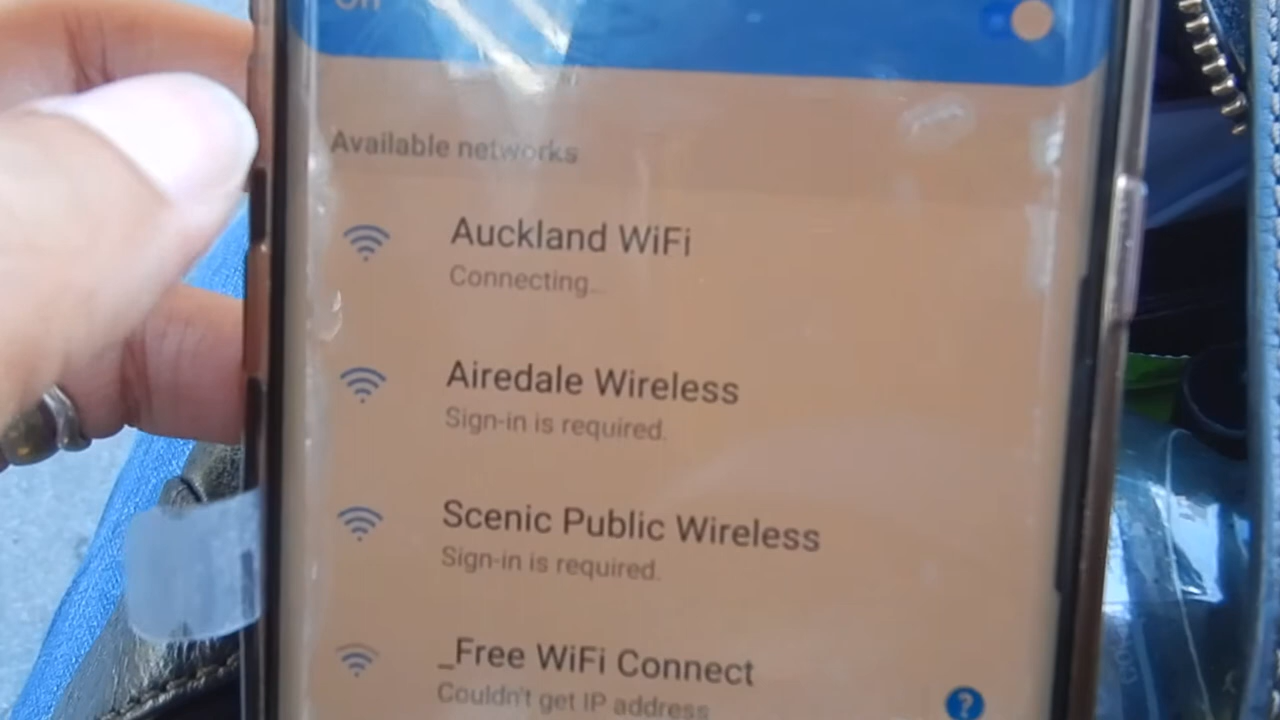 On
Available networks
Auckland WiFi
Connecting...
Airedale Wireless
Sign-in is required.
Scenic Public Wireless
Sign-in is required.
_Free WiFi Connect
Couldn't get IP address
?